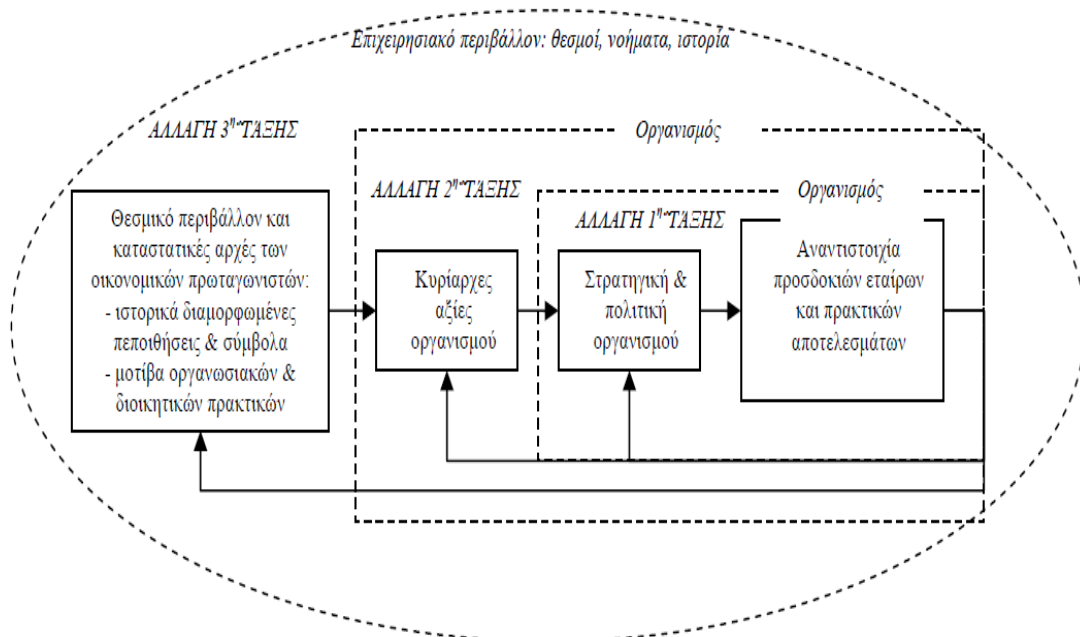 Επιχειρησιακό περιβάλλον: θεσμοί, νοήματα, ιστορία
ΑΛΛΑΓΗ 3ης ΤΑΞΗΣ
Οργανισμός
ΑΛΛΑΓΗ 2ης ΤΑΞΗΣ
Οργανισμός
ΑΛΛΑΓΗ 1ης ΤΑΞΗΣ
Θεσμικό περιβάλλον και
καταστατικές αρχές των
οικονομικών πρωταγωνιστών:
- ιστορικά διαμορφωμένες
πεποιθήσεις & σύμβολα
- μοτίβα οργανωσιακών &
διοικητικών πρακτικών
Κυρίαρχες
αξίες
οργανισμού
Στρατηγική &
πολιτική
οργανισμού
Αναντιστοιχία
προσδοκιών εταίρων
και πρακτικών
αποτελεσμάτων